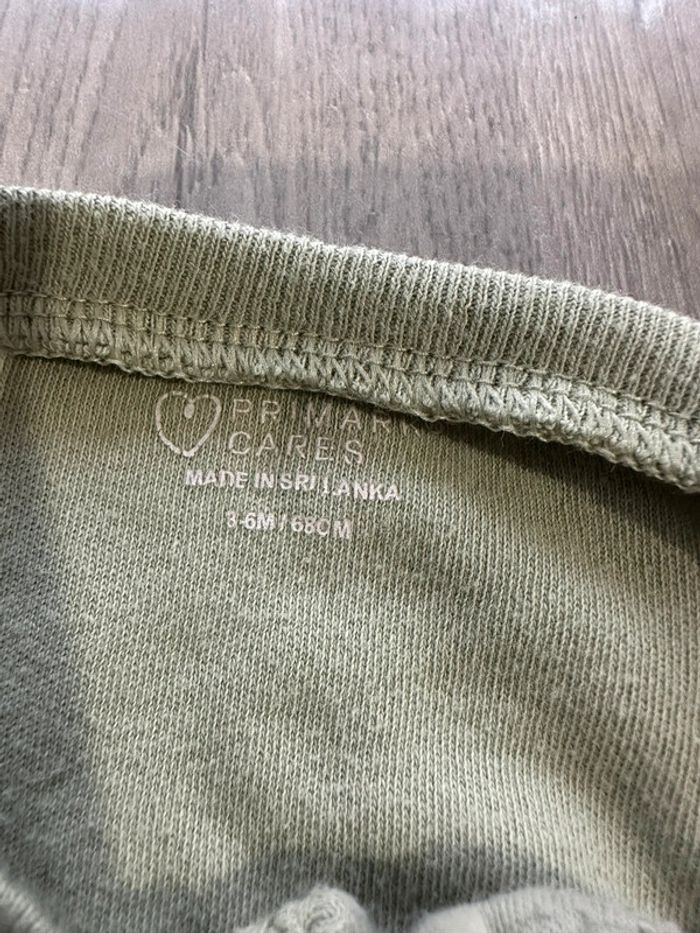 PRIMARK
CARES
MADE IN SRI LANKA
3-6M / 68CM